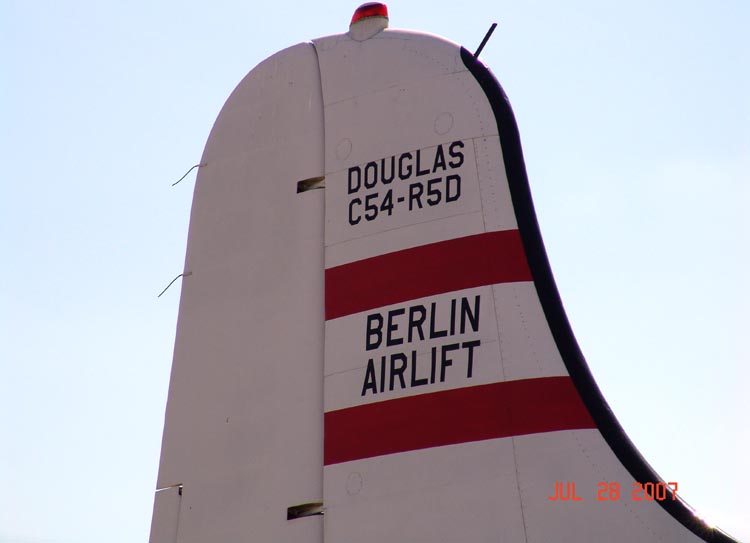 DOUGLAS
C54-R5D
BERLIN
AIRLIFT
JUL 28 2007